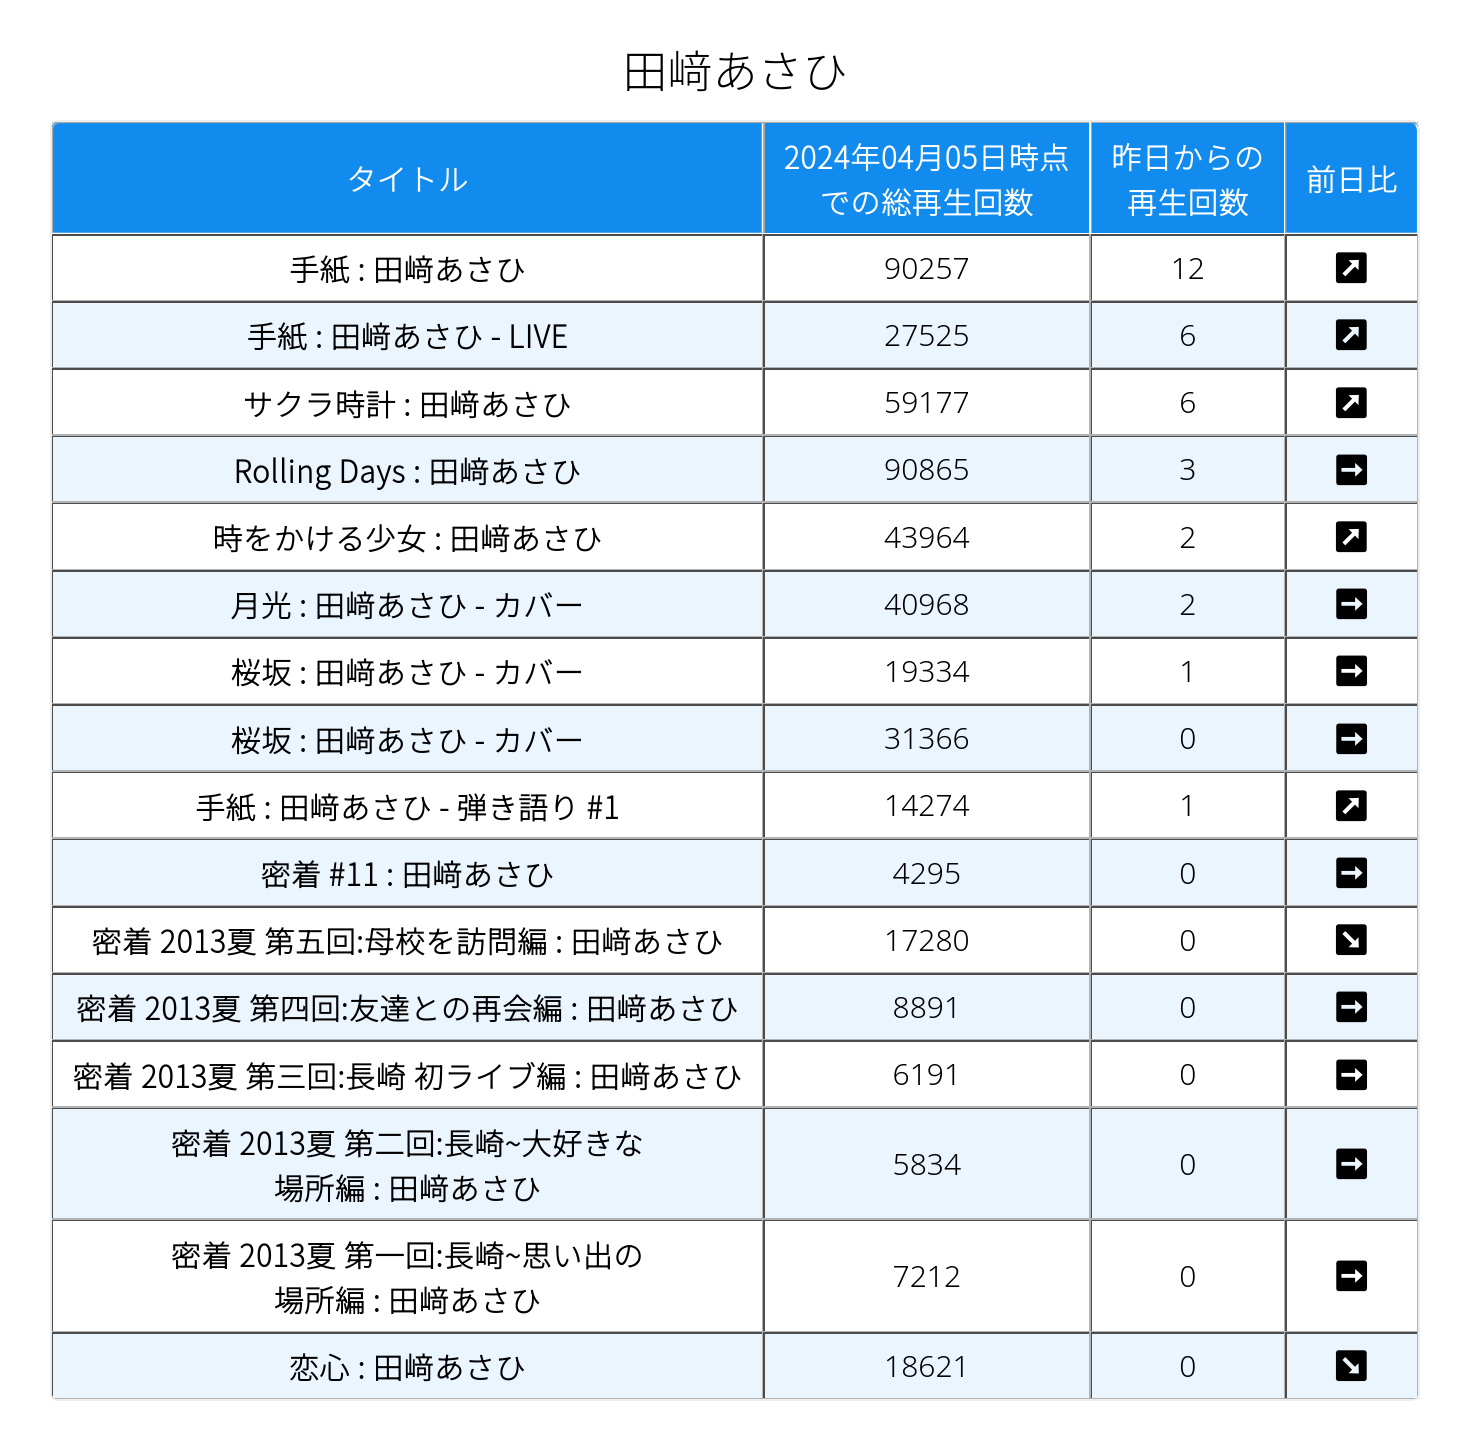 田﨑あさひ
タイトル
2024年04月05日時点
での総再生回数
昨日からの
再生回数
前日比
手紙 : 田﨑あさひ 90257 12
手紙 : 田﨑あさひ - LIVE 27525 6
サクラ時計 : 田﨑あさひ 59177 6
Rolling Days : 田﨑あさひ 90865 3
時をかける少女 : 田﨑あさひ 43964 2
月光 : 田﨑あさひ - カバー 40968 2
桜坂 : 田﨑あさひ - カバー 19334 1
桜坂 : 田﨑あさひ - カバー 31366 0
手紙 : 田﨑あさひ - 弾き語り #1 14274 1
密着 #11 : 田﨑あさひ 4295 0
密着 2013夏 第五回:母校を訪問編 : 田﨑あさひ 17280 0
密着 2013夏 第四回:友達との再会編 : 田﨑あさひ 8891 0
密着 2013夏 第三回:長崎 初ライブ編 : 田﨑あさひ 6191 0
密着 2013夏 第二回:長崎~大好きな
場所編 : 田﨑あさひ
5834 0
密着 2013夏 第一回:長崎~思い出の
場所編 : 田﨑あさひ
7212 0
恋心 : 田﨑あさひ 18621 0